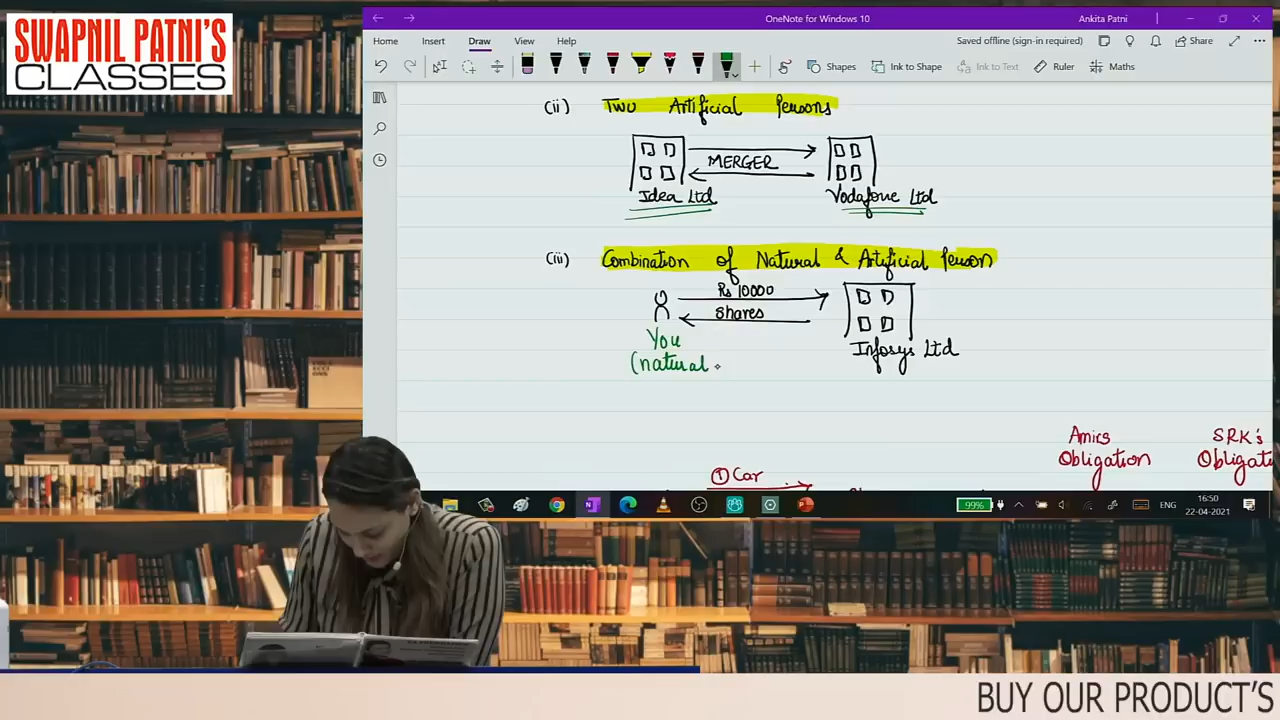 SWAPNIL PATNI'S
CLASSES
OneNote for Windows 10
Ankita Patni
Home Insert Draw View Help
Saved offline (sign-in required)
Share
Shapes
Ink to Shape
Ink to Text
Ruler
Maths
(ii) Two Artificial Persons
MERGER
Idea Ltd
Vodafone Ltd
(iii) Combination of Natural & Artificial Person
Rs 10000
Shares
You
(natural
Infosys Ltd
Amir's
Obligation
SRK's
Obligati
① Car
99%
ENG
16:50
22-04-2021
BUY OUR PRODUCT'S